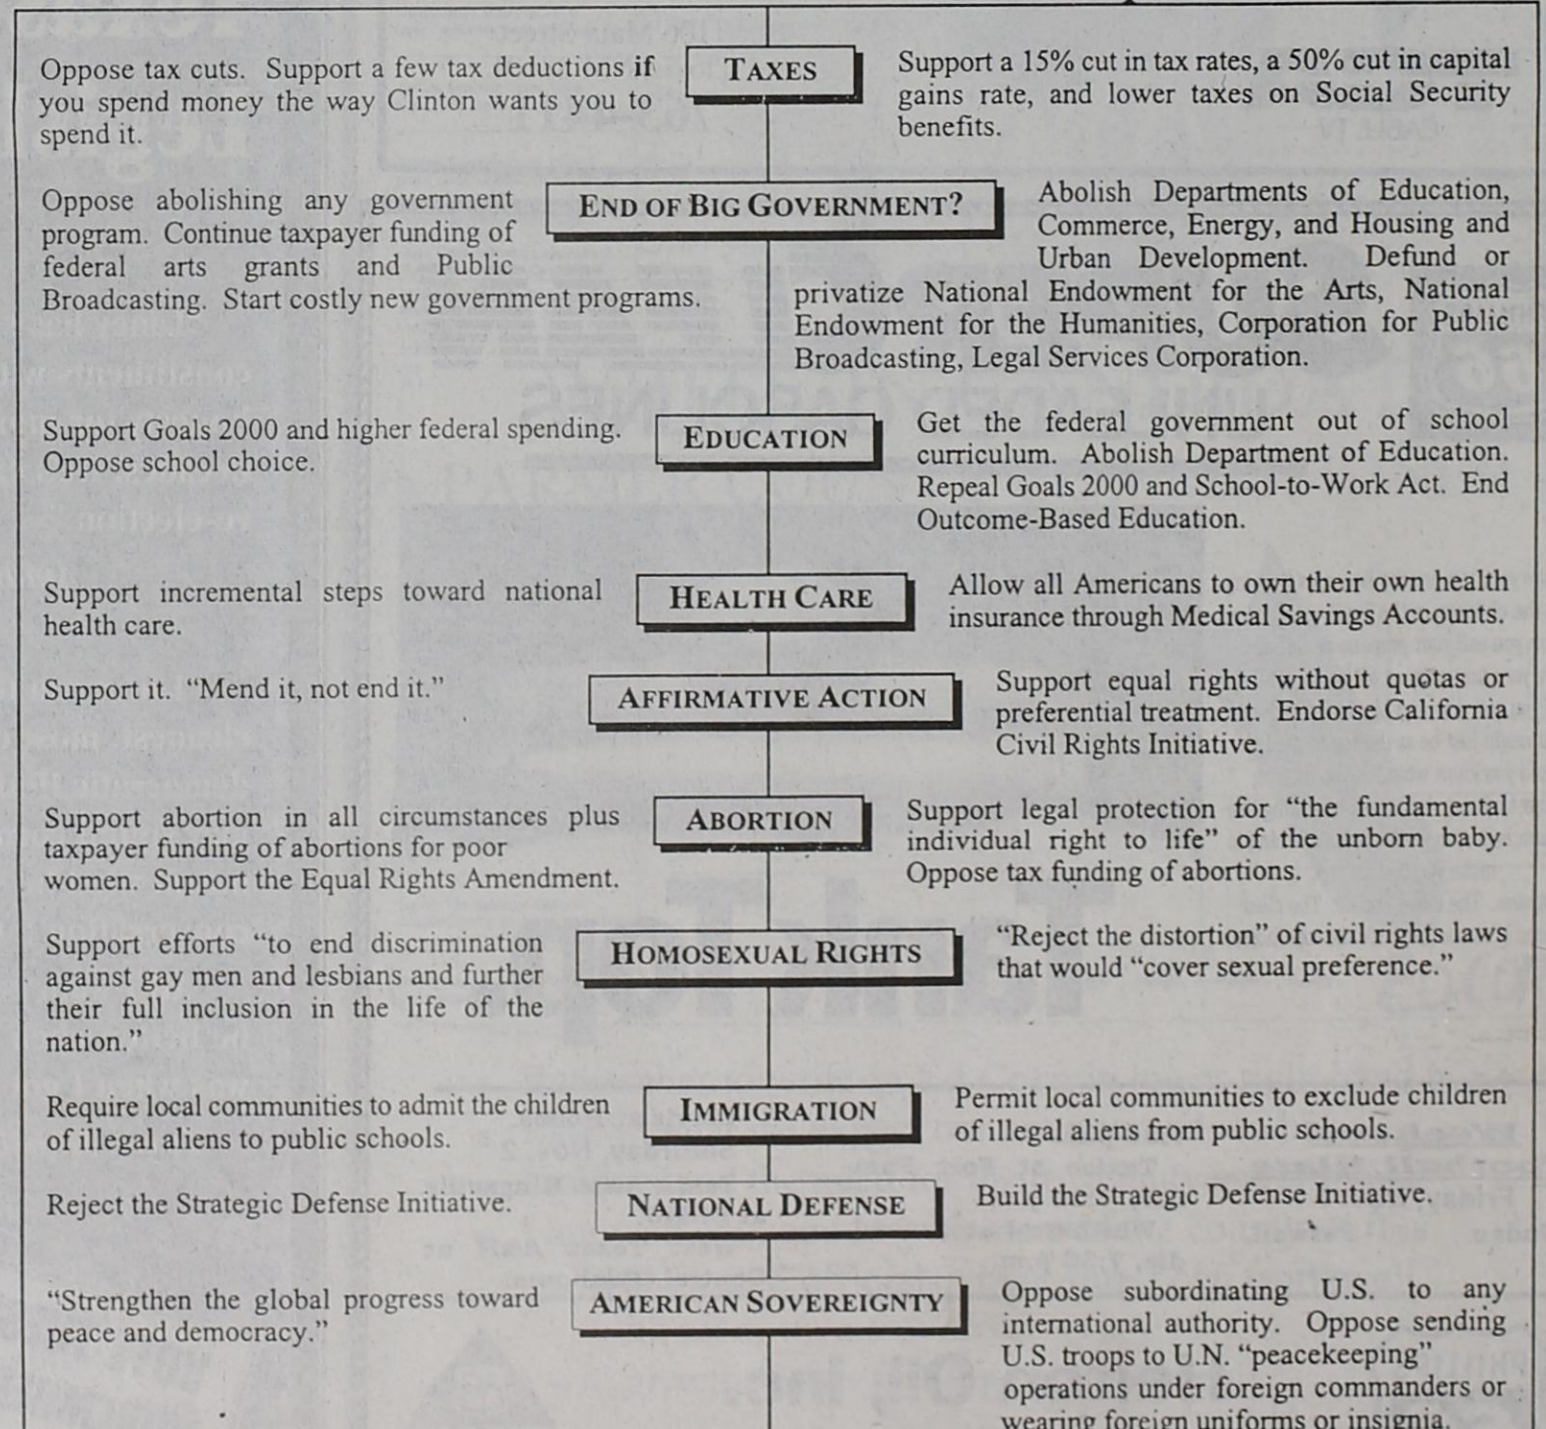 Oppose tax cuts. Support a few tax deductions if
you spend money the way Clinton wants you to
spend it.
TAXES
Support a 15% cut in tax rates, a 50% cut in capital
gains rate, and lower taxes on Social Security
benefits.
Oppose abolishing any government
program. Continue taxpayer funding of
federal arts grants and Public
Broadcasting. Start costly new government programs.
END OF BIG GOVERNMENT?
Abolish Departments of Education,
Commerce, Energy, and Housing and
Urban Development. Defund or
privatize National Endowment for the Arts, National
Endowment for the Humanities, Corporation for Public
Broadcasting, Legal Services Corporation.
Support Goals 2000 and higher federal spending.
Oppose school choice.
EDUCATION
Get the federal government out of school
curriculum. Abolish Department of Education.
Repeal Goals 2000 and School-to-Work Act. End
Outcome-Based Education.
Support incremental steps toward national
health care.
HEALTH CARE
Allow all Americans to own their own health
insurance through Medical Savings Accounts.
Support it. “Mend it, not end it.”
AFFIRMATIVE ACTION
Support equal rights without quotas or
preferential treatment. Endorse California
Civil Rights Initiative.
Support abortion in all circumstances plus
taxpayer funding of abortions for poor
women. Support the Equal Rights Amendment.
ABORTION
Support legal protection for “the fundamental
individual right to life” of the unborn baby.
Oppose tax funding of abortions.
Support efforts “to end discrimination
against gay men and lesbians and further
their full inclusion in the life of the
nation.”
HOMOSEXUAL RIGHTS
“Reject the distortion” of civil rights laws
that would “cover sexual preference.”
Require local communities to admit the children
of illegal aliens to public schools.
IMMIGRATION
Permit local communities to exclude children
of illegal aliens from public schools.
Reject the Strategic Defense Initiative.
NATIONAL DEFENSE
Build the Strategic Defense Initiative.
“Strengthen the global progress toward
peace and democracy.”
AMERICAN SOVEREIGNTY
Oppose subordinating U.S. to any
international authority. Oppose sending
U.S. troops to U.N. “peacekeeping”
operations under foreign commanders or
wearing foreign uniforms or insignia.